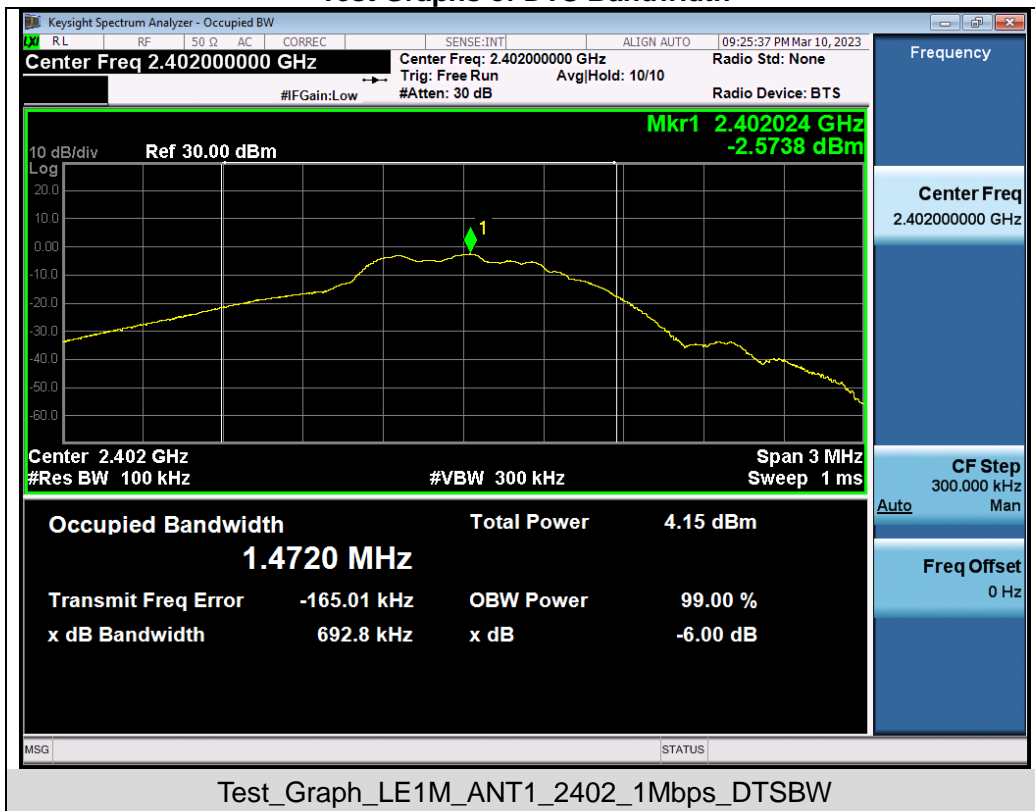 Keysight Spectrum Analyzer - Occupied BW
LXI RL RF 50 Ω AC CORREC SENSE:INT ALIGN AUTO 09:25:37 PM Mar 10, 2023
Center Freq 2.402000000 GHz
Center Freq: 2.402000000 GHz
Radio Std: None
Trig: Free Run Avg|Hold: 10/10
#IFGain:Low
#Atten: 30 dB
Radio Device: BTS
Frequency
Mkr1 2.402024 GHz
-2.5738 dBm
10 dB/div Ref 30.00 dBm
Log
20.0
10.0
0.00
-10.0
-20.0
-30.0
-40.0
-50.0
-60.0
1
Center 2.402 GHz
Span 3 MHz
#Res BW 100 kHz
#VBW 300 kHz
Sweep 1 ms
Center Freq
2.402000000 GHz
CF Step
300.000 kHz
Auto Man
Freq Offset
0 Hz
Occupied Bandwidth
1.4720 MHz
Total Power 4.15 dBm
Transmit Freq Error -165.01 kHz
OBW Power 99.00 %
x dB Bandwidth 692.8 kHz
x dB -6.00 dB
MSG
STATUS
Test_Graph_LE1M_ANT1_2402_1Mbps_DTSBW